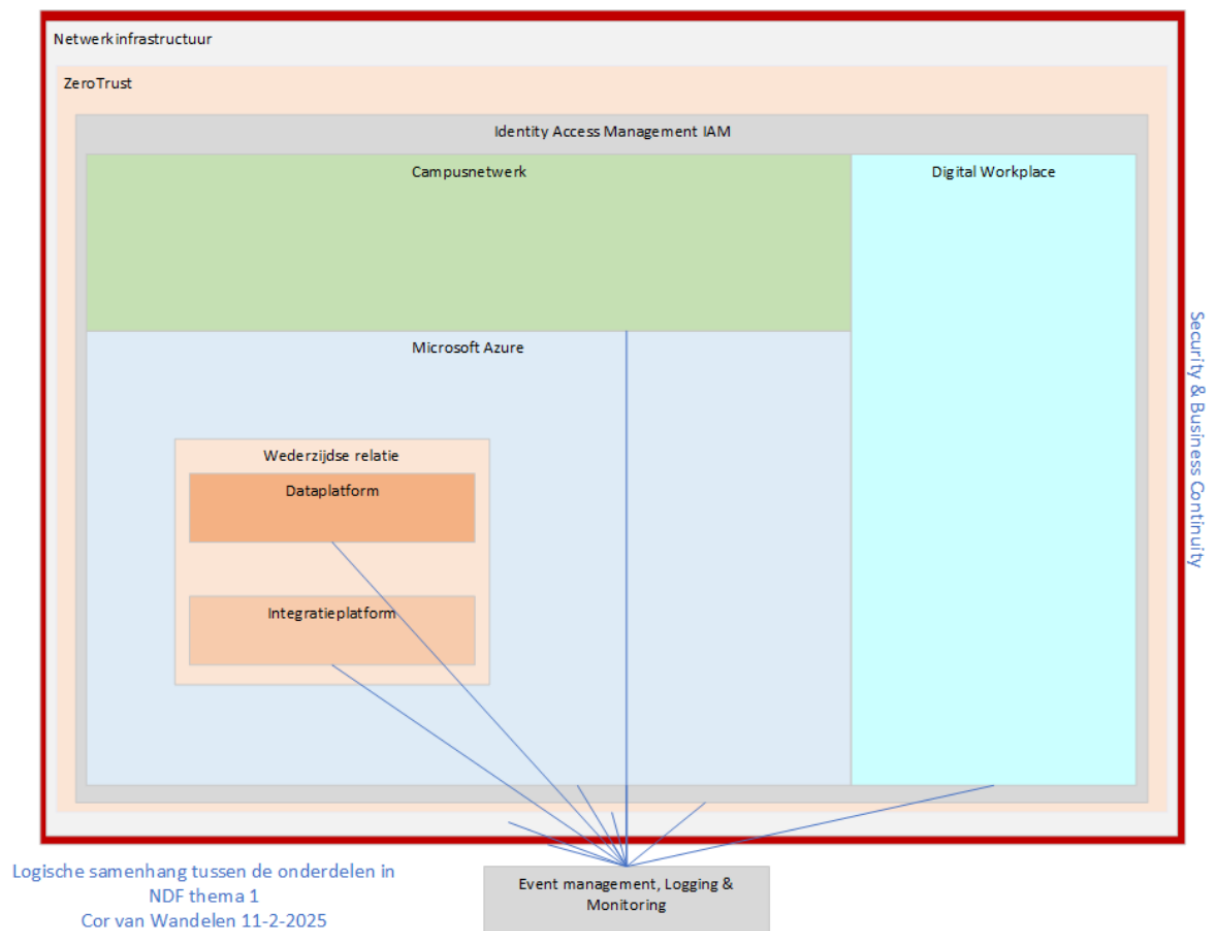 Netwerkinfrastructuur
ZeroTrust
Identity Access Management IAM
Campusnetwerk
Digital Workplace
Microsoft Azure
Wederzijdse relatie
Dataplatform
Integratieplatform
Security & Business Continuity
Logische samenhang tussen de onderdelen in
NDF thema 1
Cor van Wandelen 11-2-2025
Event management, Logging &
Monitoring